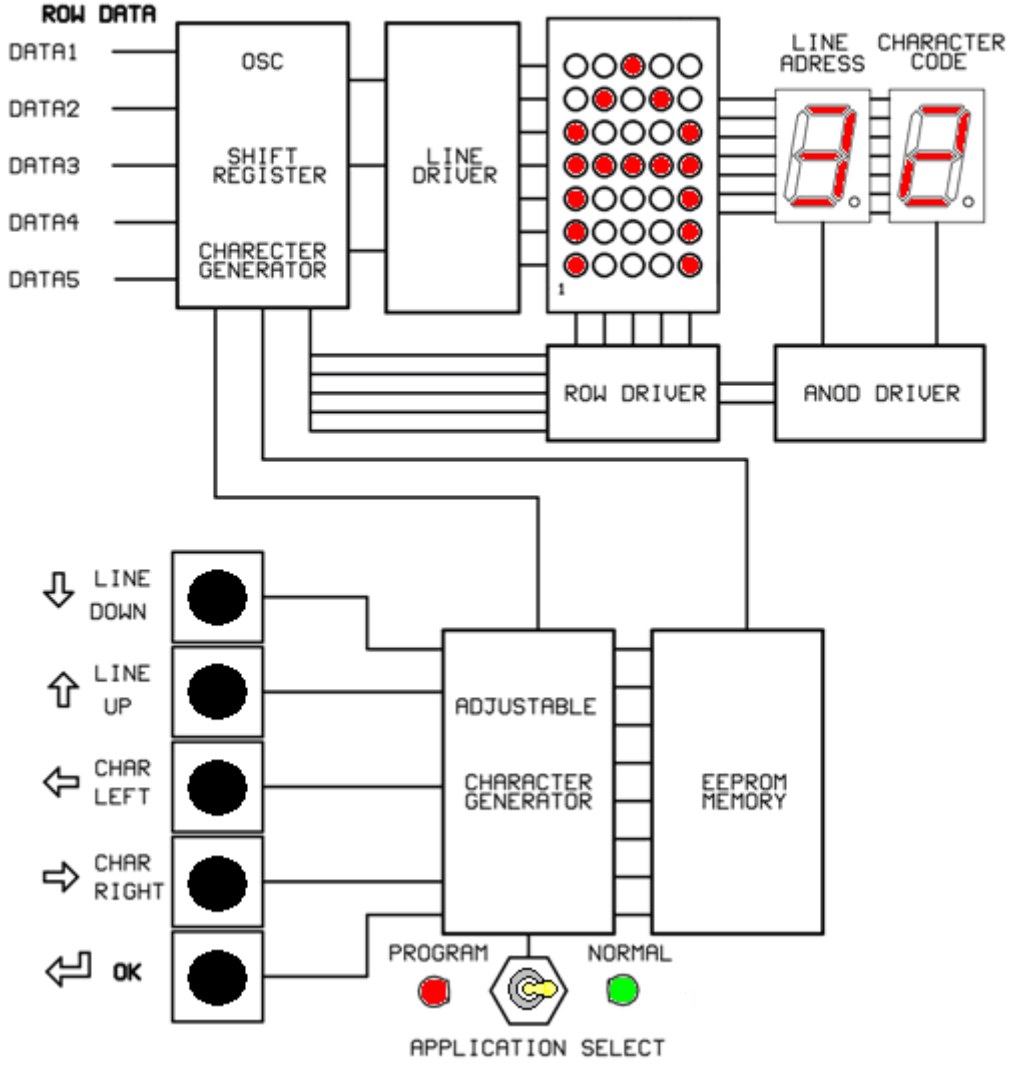 ROW DATA
DATA1
DATA2
DATA3
DATA4
DATA5
OSC
SHIFT
REGISTER
CHARECTER
GENERATOR
LINE
DRIVER
1
LINE
ADRESS
CHARACTER
CODE
3
2
ROW DRIVER
ANOD DRIVER
LINE
DOWN
LINE
UP
CHAR
LEFT
CHAR
RIGHT
OK
ADJUSTABLE
CHARACTER
GENERATOR
EEPROM
MEMORY
PROGRAM
NORMAL
APPLICATION SELECT